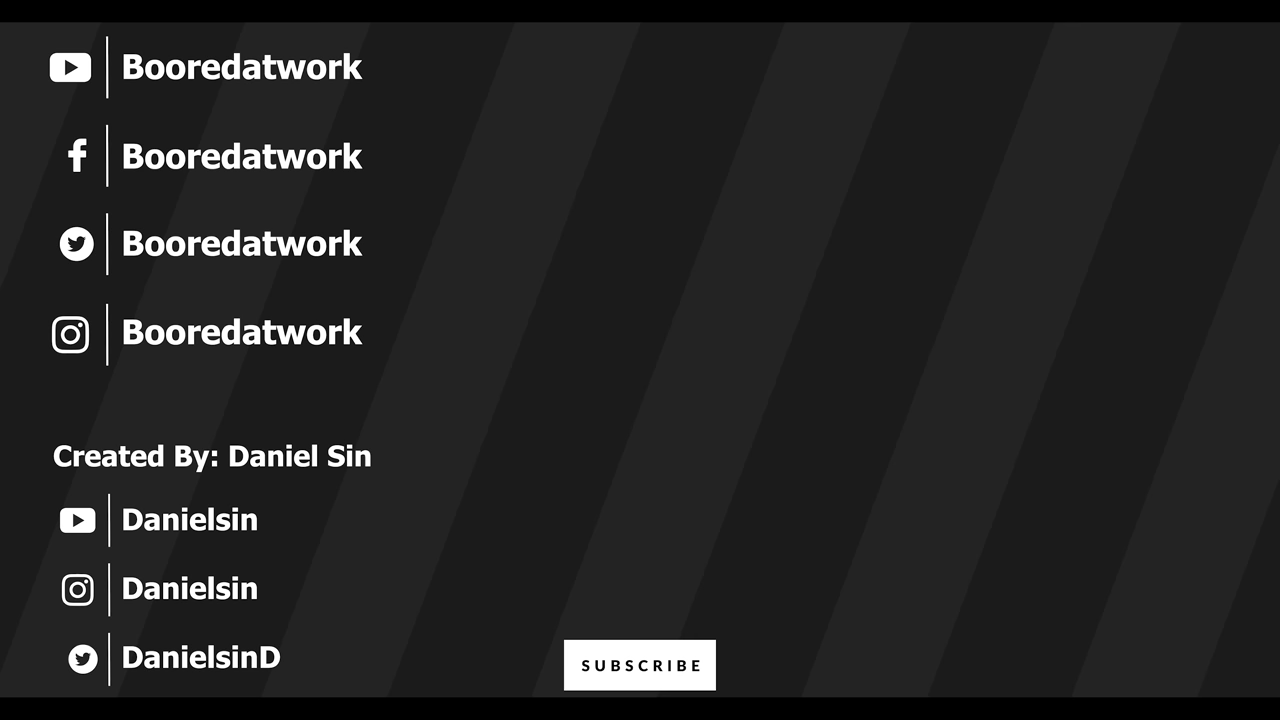 Booredatwork
Booredatwork
Booredatwork
Booredatwork
Created By: Daniel Sin
Danielsin
Danielsin
DanielsinD
SUBSCRIBE